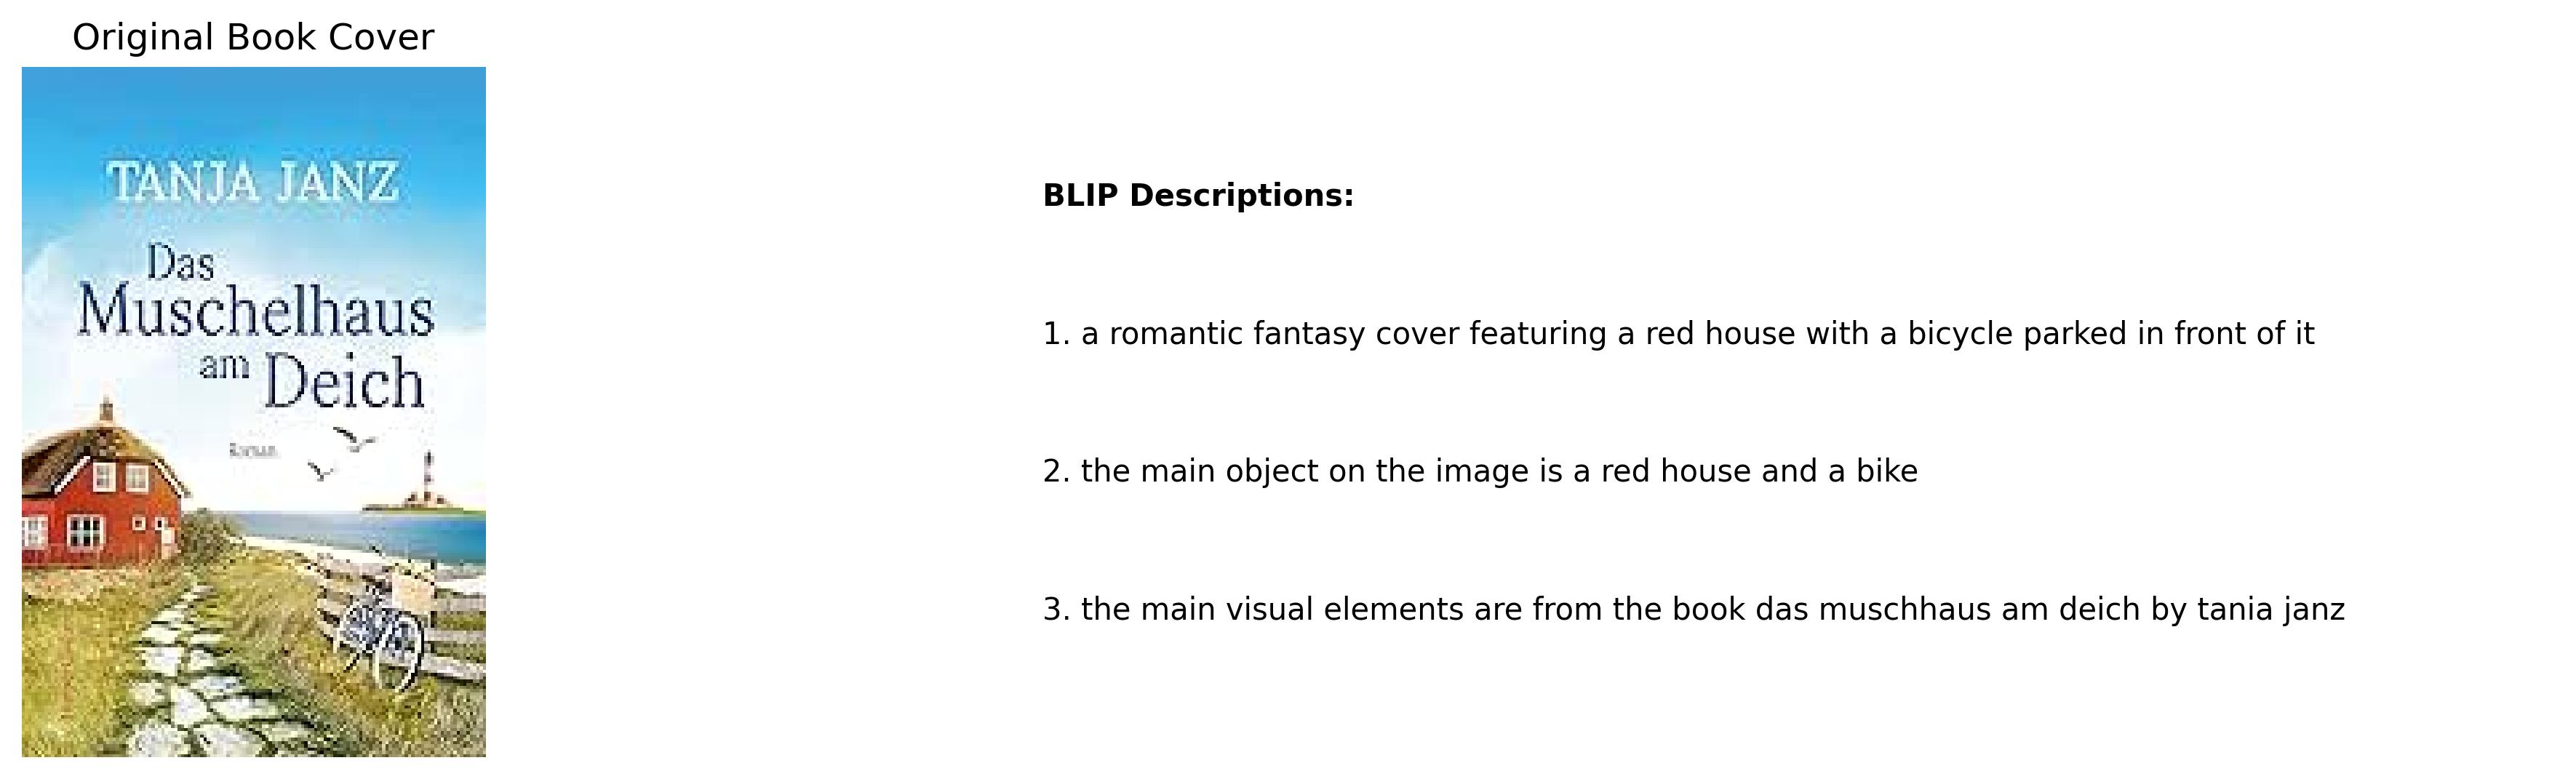 Original Book Cover
TANJA JANZ
Das
Muschelhaus
am Deich
Roman
BLIP Descriptions:
1. a romantic fantasy cover featuring a red house with a bicycle parked in front of it
2. the main object on the image is a red house and a bike
3. the main visual elements are from the book das muschhaus am deich by tania janz